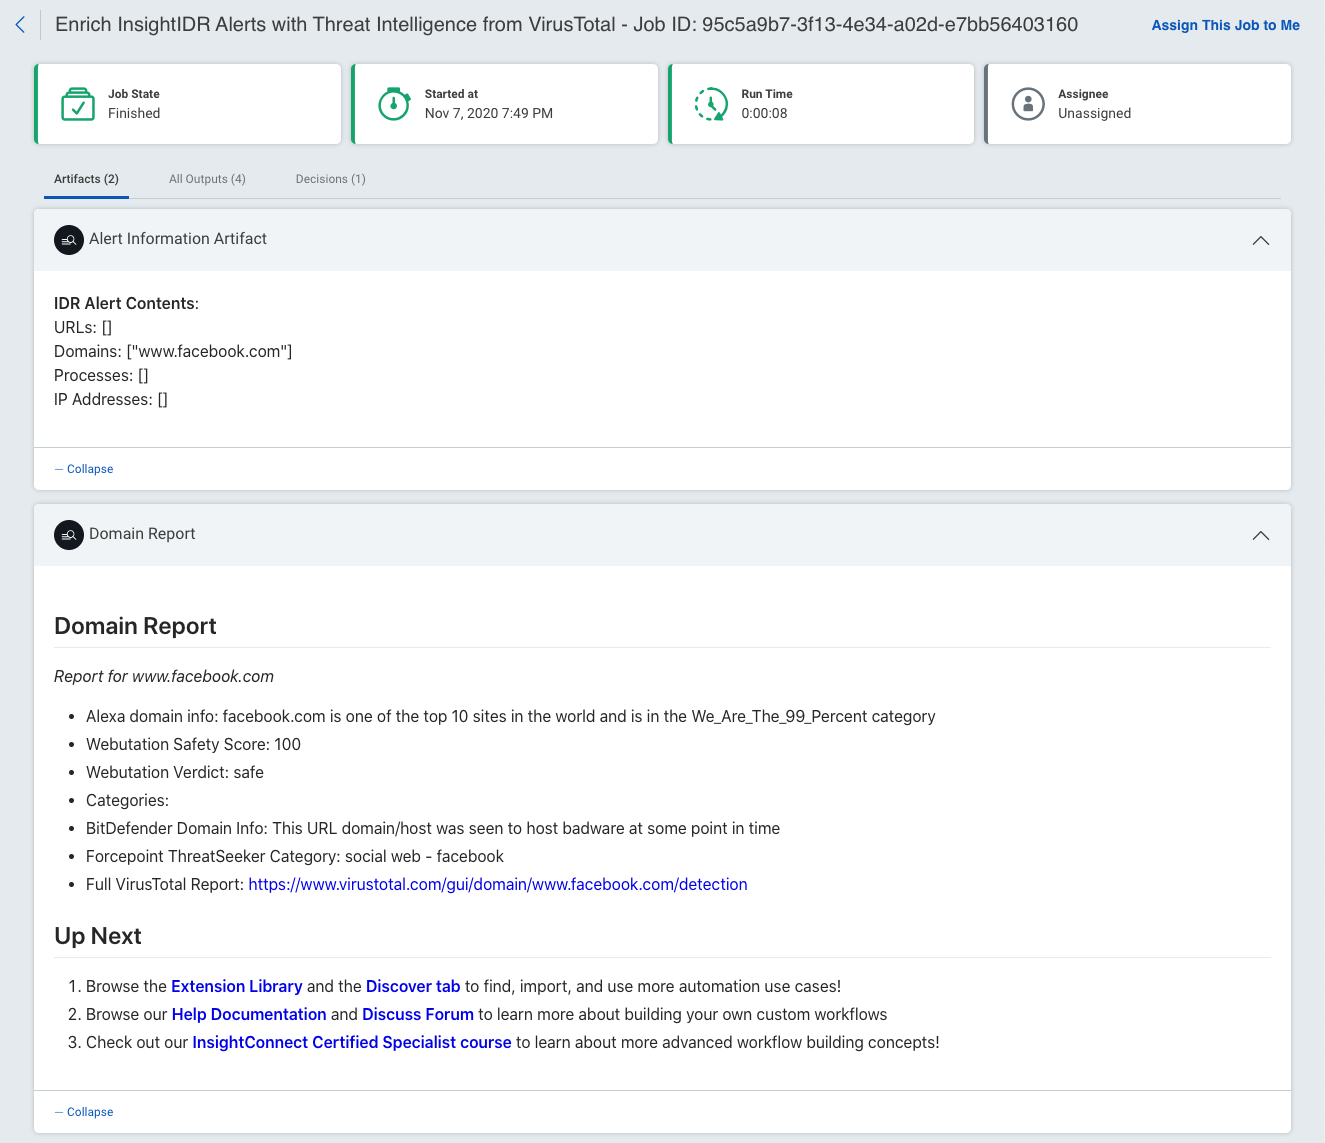 Enrich InsightIDR Alerts with Threat Intelligence from VirusTotal - Job ID: 95c5a9b7-3f13-4e34-a02d-e7bb56403160
Assign This Job to Me
Job State
Finished
Started at
Nov 7, 2020 7:49 PM
Run Time
0:00:08
Assignee
Unassigned
Artifacts (2)
All Outputs (4)
Decisions (1)
Alert Information Artifact
IDR Alert Contents:
URLs: []
Domains: ["www.facebook.com"]
Processes: []
IP Addresses: []
— Collapse
Domain Report
Domain Report
Report for www.facebook.com
• Alexa domain info: facebook.com is one of the top 10 sites in the world and is in the We_Are_The_99_Percent category
• Webutation Safety Score: 100
• Webutation Verdict: safe
• Categories:
• BitDefender Domain Info: This URL domain/host was seen to host badware at some point in time
• Forcepoint ThreatSeeker Category: social web - facebook
• Full VirusTotal Report: https://www.virustotal.com/gui/domain/www.facebook.com/detection
Up Next
1. Browse the Extension Library and the Discover tab to find, import, and use more automation use cases!
2. Browse our Help Documentation and Discuss Forum to learn more about building your own custom workflows
3. Check out our InsightConnect Certified Specialist course to learn about more advanced workflow building concepts!
— Collapse